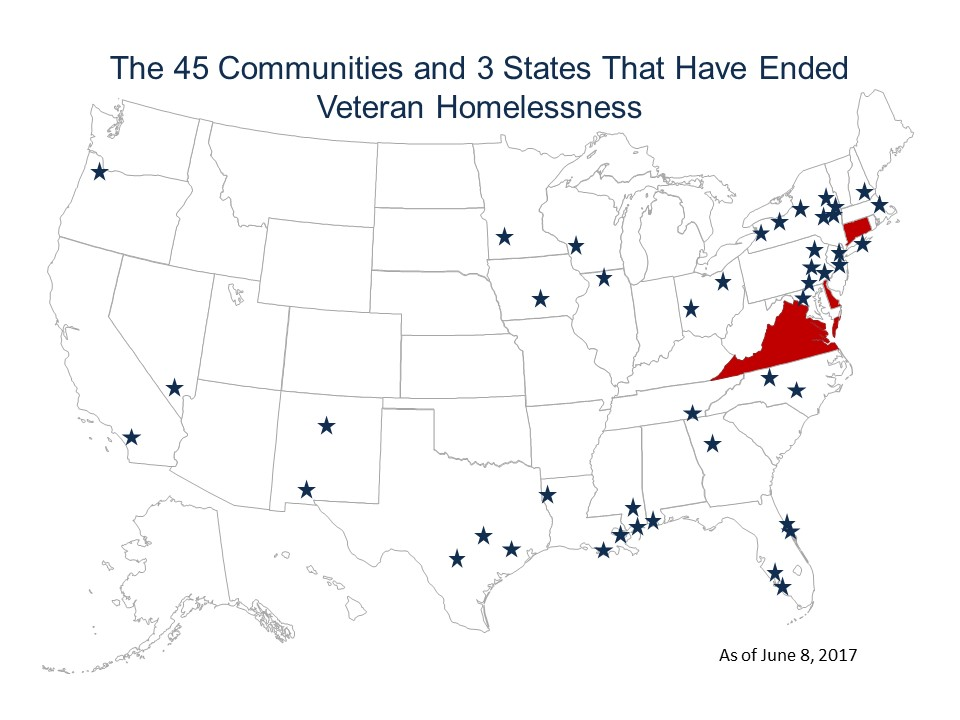 The 45 Communities and 3 States That Have Ended
Veteran Homelessness
As of June 8, 2017